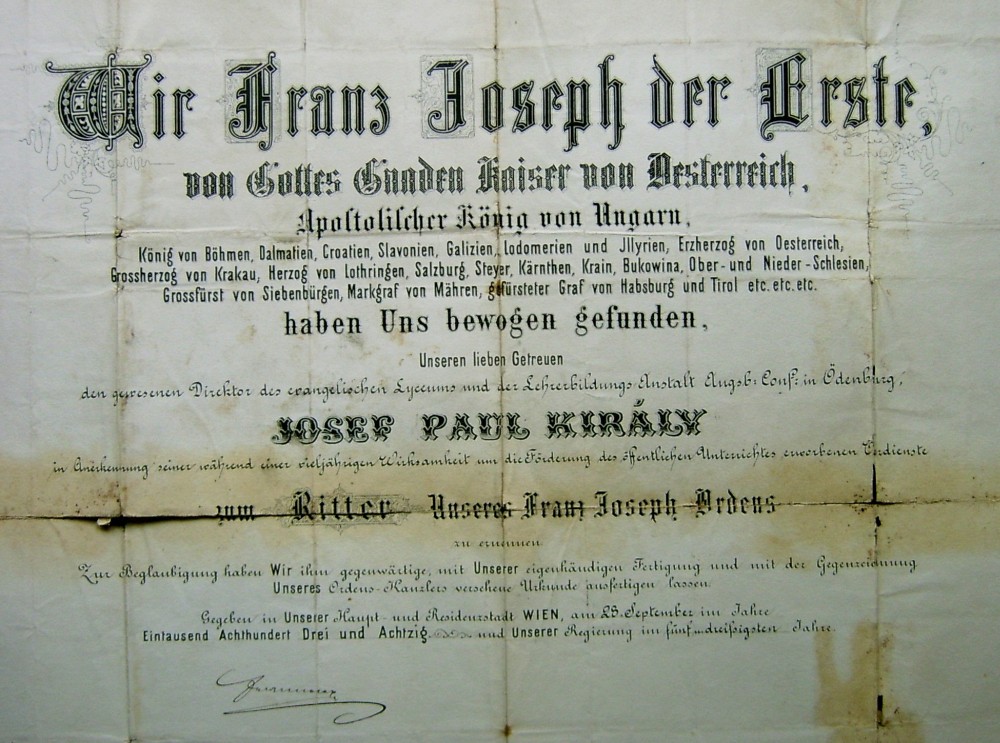 Wir Franz Joseph der Erste,
von Gottes Gnaden Kaiser von Oesterreich,
Apostolischer König von Ungarn,
König von Böhmen, Dalmatien, Croatien, Slavonien, Galizien, Lodomerien und Jllyrien, Erzherzog von Oesterreich,
Grossherzog von Krakau, Herzog von Lothringen, Salzburg, Steyer, Kärnthen, Krain, Bukowina, Ober- und Nieder-Schlesien,
Grossfürst von Siebenbürgen, Markgraf von Mähren, gefürsteter Graf von Habsburg und Tirol etc. etc. etc.
haben Uns bewogen gefunden,
Unseren lieben Getreuen
den gewesenen Direktor des evangelischen Lyceums und der Lehrerbildungs-Anstalt Augsb: Conf: in Ödenburg,
JOSEF PAUL KIRÁLY
in Anerkennung seiner während einer vieljährigen Wirksamkeit um die Förderung des öffentlichen Unterrichtes erworbenen Verdienste
zum Ritter Unseres Franz Joseph-Ordens
zu ernennen.
Zur Beglaubigung haben Wir ihm gegenwärtige, mit Unserer eigenhändigen Fertigung und mit der Gegenzeichnung
Unseres Ordens-Kanzlers versehene Urkunde ausfertigen lassen.
Gegeben in Unserer Haupt- und Residenzstadt WIEN, am 28. September im Jahre
Eintausend Achthundert Drei und Achtzig und Unserer Regierung im fünf und dreißigsten Jahre.